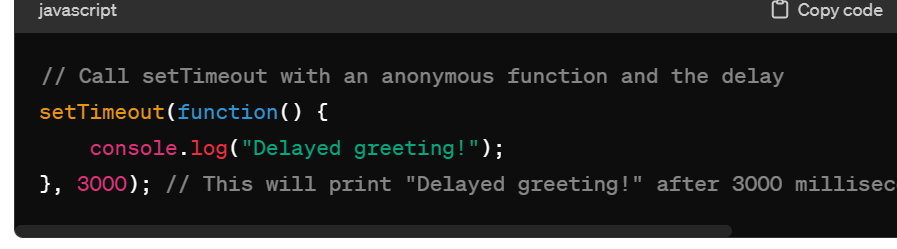 javascript Copy code
// Call setTimeout with an anonymous function and the delay
setTimeout(function() {
    console.log("Delayed greeting!");
}, 3000); // This will print "Delayed greeting!" after 3000